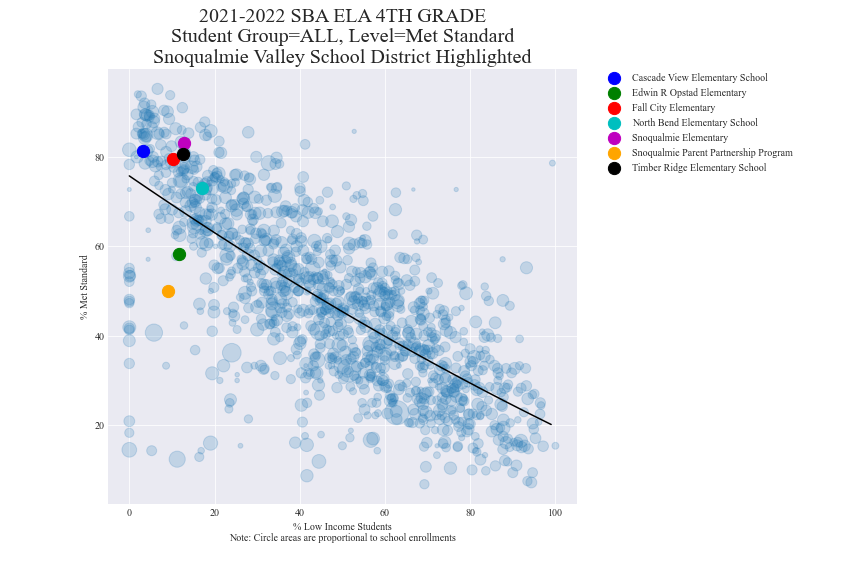 2021-2022 SBA ELA 4TH GRADE
Student Group=ALL, Level=Met Standard
Snoqualmie Valley School District Highlighted
Cascade View Elementary School
Edwin R Opstad Elementary
Fall City Elementary
North Bend Elementary School
Snoqualmie Elementary
Snoqualmie Parent Partnership Program
Timber Ridge Elementary School
% Met Standard
80
60
40
20
0 20 40 60 80 100
% Low Income Students
Note: Circle areas are proportional to school enrollments